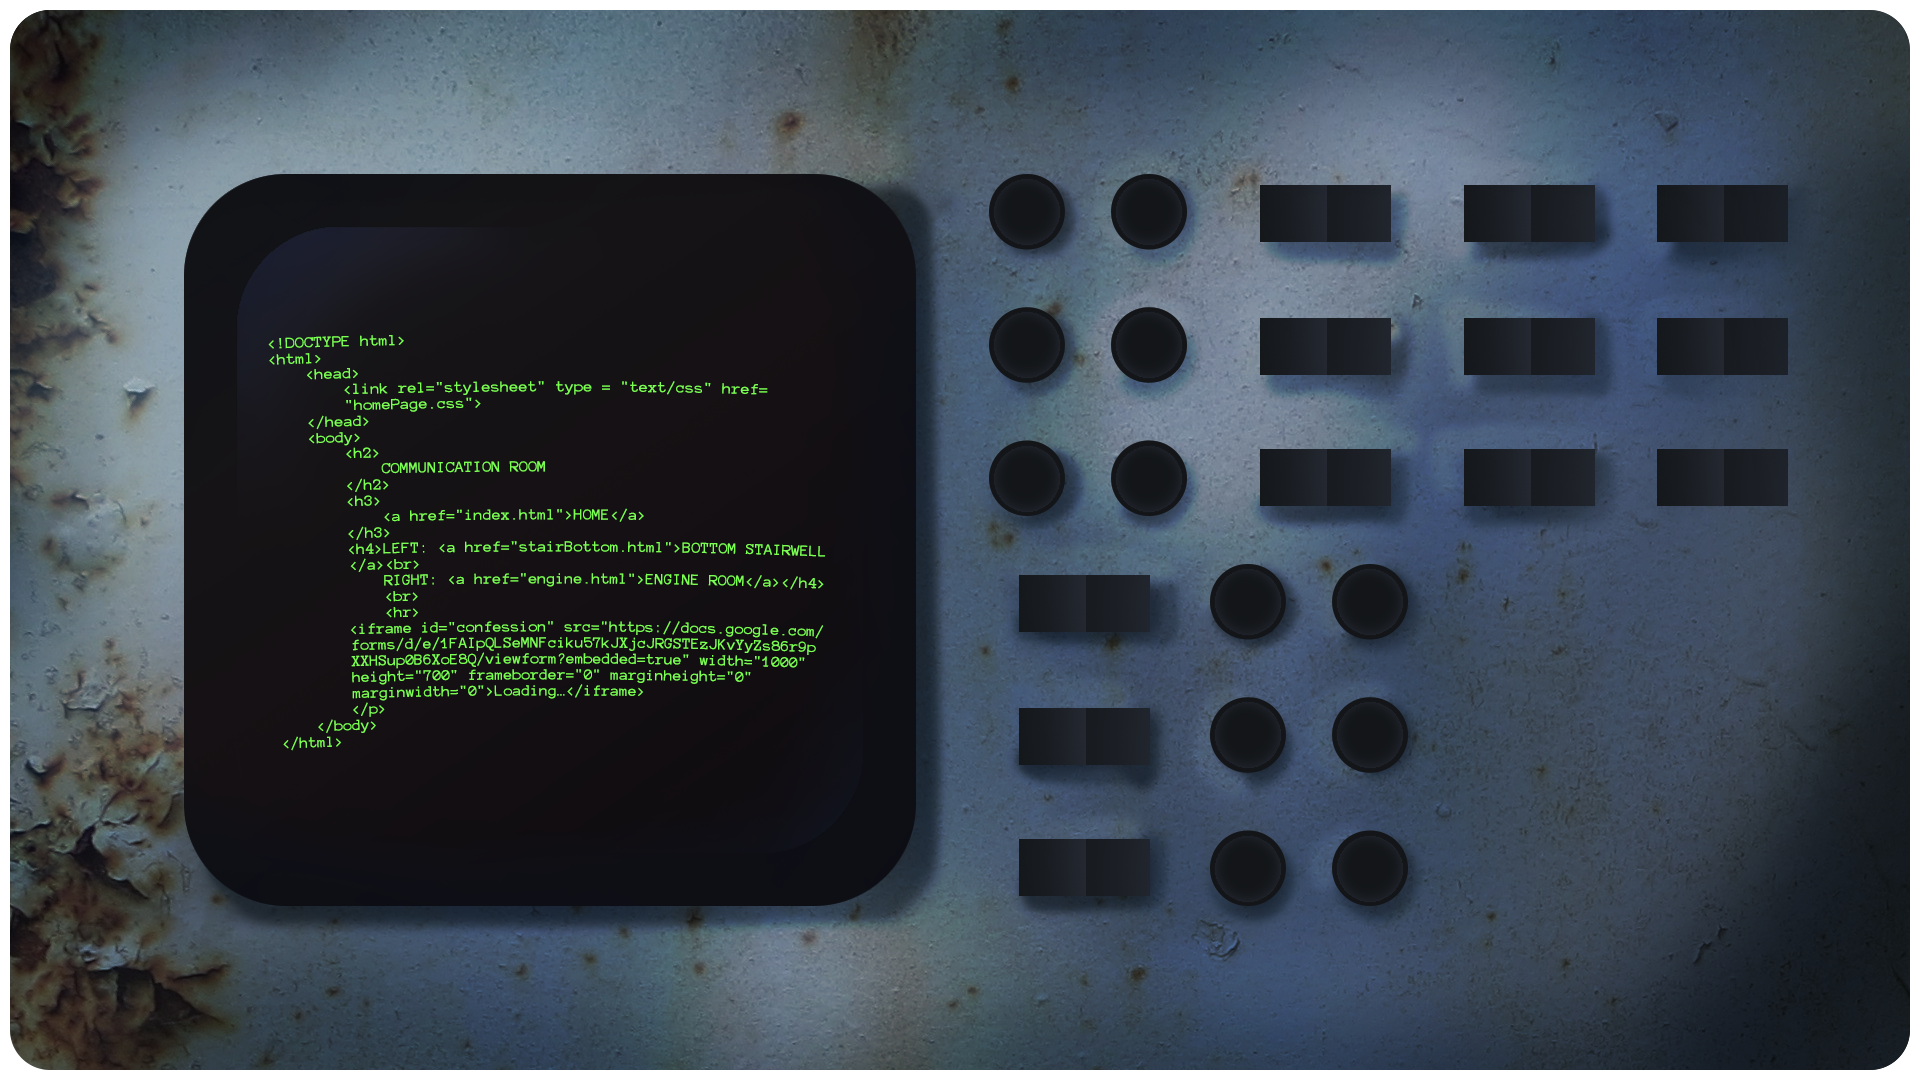 <!DOCTYPE html>
<html>
<head>
<link rel="stylesheet" type = "text/css" href=
"homePage.css">
</head>
<body>
<h2>
COMMUNICATION ROOM
</h2>
<h3>
<a href="index.html">HOME</a>
</h3>
<h4>LEFT: <a href="stairBottom.html">BOTTOM STAIRWELL
</a><br>
RIGHT: <a href="engine.html">ENGINE ROOM</a></h4>
<br>
<hr>
<iframe id="confession" src="https://docs.google.com/
forms/d/e/1FAIpQLSeMNFciku57kJXjcJRGSTEzJKvYyZs86r9p
XXHSup0B6XoE8Q/viewform?embedded=true" width="1000"
height="700" frameborder="0" marginheight="0"
marginwidth="0">Loading…</iframe>
</p>
</body>
</html>